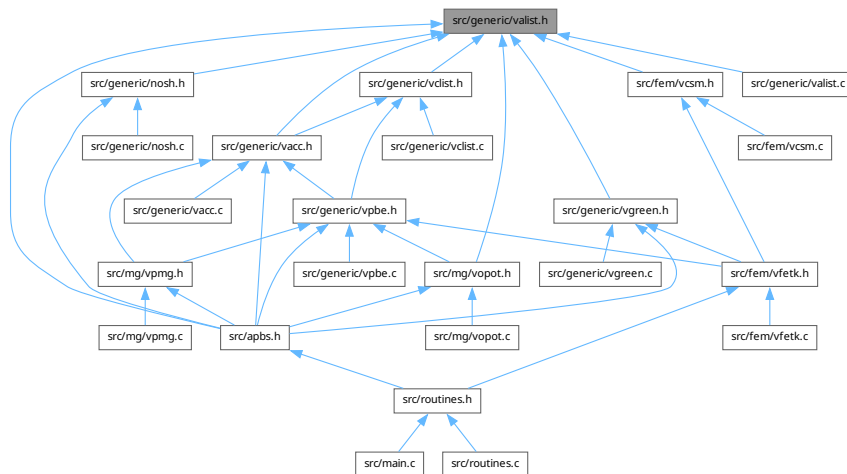 src/generic/valist.h
src/generic/nosh.h
src/generic/vclist.h
src/fem/vcsm.h
src/generic/valist.c
src/generic/nosh.c
src/generic/vacc.h
src/generic/vclist.c
src/fem/vcsm.c
src/generic/vacc.c
src/generic/vpbe.h
src/generic/vgreen.h
src/mg/vpmg.h
src/generic/vpbe.c
src/mg/vopot.h
src/generic/vgreen.c
src/fem/vfetk.h
src/mg/vpmg.c
src/apbs.h
src/mg/vopot.c
src/fem/vfetk.c
src/routines.h
src/main.c
src/routines.c